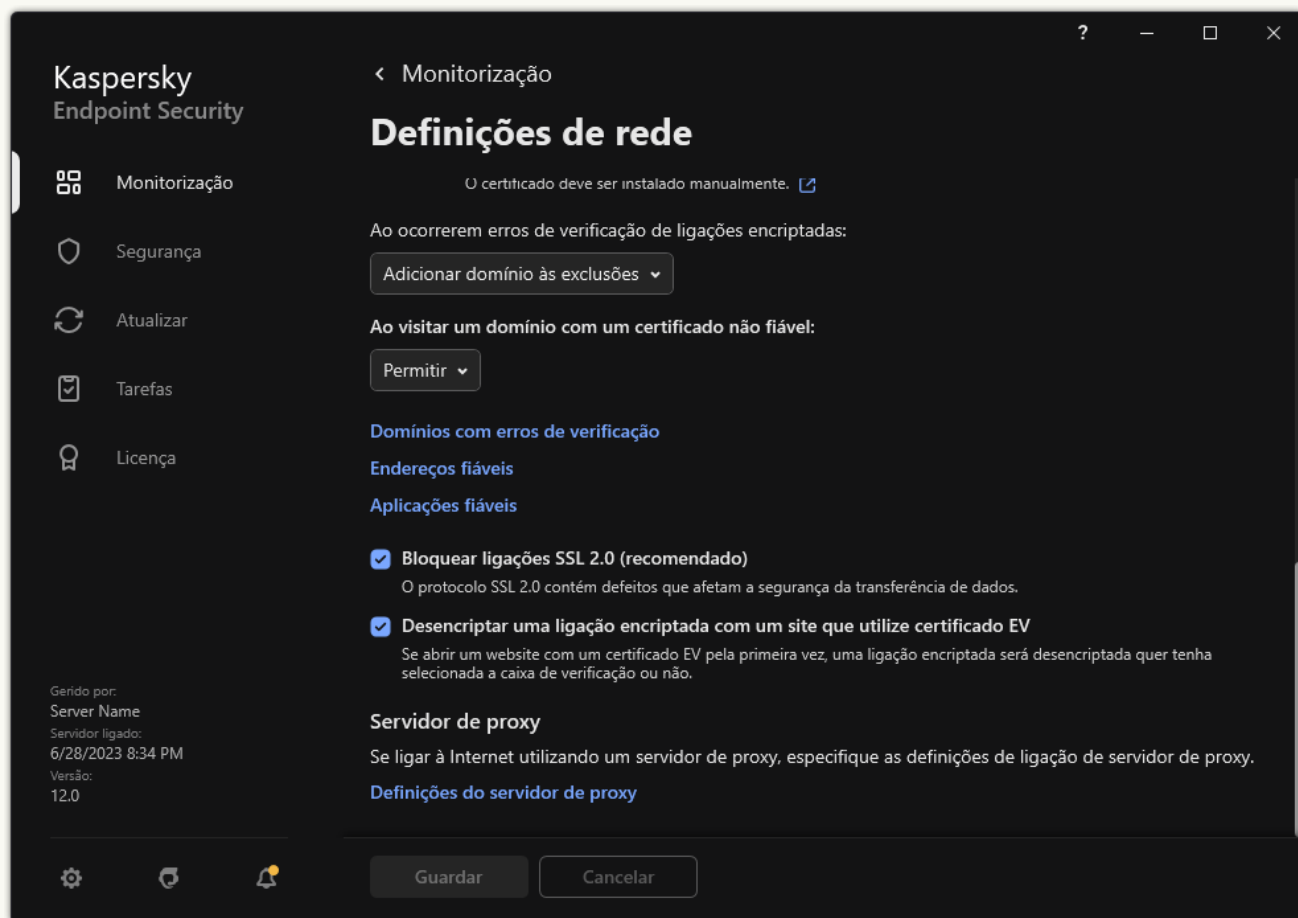 ?
Kaspersky
Endpoint Security
Monitorização
Segurança
Atualizar
Tarefas
Licença
Gerido por:
Server Name
Servidor ligado:
6/28/2023 8:34 PM
Versão:
12.0
Monitorização
Definições de rede
O certificado deve ser instalado manualmente.
Ao ocorrerem erros de verificação de ligações encriptadas:
Adicionar domínio às exclusões
Ao visitar um domínio com um certificado não fiável:
Permitir
Domínios com erros de verificação
Endereços fiáveis
Aplicações fiáveis
Bloquear ligações SSL 2.0 (recomendado)
O protocolo SSL 2.0 contém defeitos que afetam a segurança da transferência de dados.
Desencriptar uma ligação encriptada com um site que utilize certificado EV
Se abrir um website com um certificado EV pela primeira vez, uma ligação encriptada será desencriptada quer tenha
selecionada a caixa de verificação ou não.
Servidor de proxy
Se ligar à Internet utilizando um servidor de proxy, especifique as definições de ligação de servidor de proxy.
Definições do servidor de proxy
Guardar
Cancelar